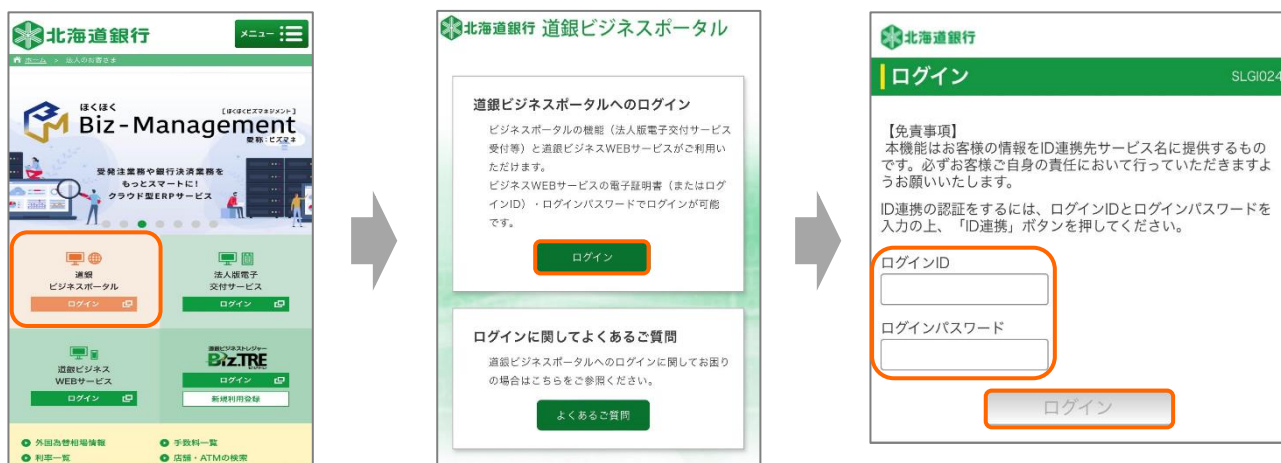 北海道銀行
メニュー
ホーム > 法人のお客さま
ほくほく
[ほくほくビズマネジメント]
Biz-Management
愛称:ビズマネ
受発注業務や銀行決済業務を
もっとスマートに!
クラウド型ERPサービス
道銀
ビジネスポータル
ログイン
法人版電子
交付サービス
ログイン
道銀ビジネス
WEBサービス
ログイン
道銀ビジネストレジャー
Biz.TRE
ログイン
新規利用登録
外国為替相場情報
手数料一覧
利率一覧
店舗・ATMの検索
北海道銀行 道銀ビジネスポータル
道銀ビジネスポータルへのログイン
ビジネスポータルの機能(法人版電子交付サービス
受付等)と道銀ビジネスWEBサービスがご利用い
ただけます。
ビジネスWEBサービスの電子証明書(またはログ
インID)・ログインパスワードでログインが可能
です。
ログイン
ログインに関してよくあるご質問
道銀ビジネスポータルへのログインに関してお困り
の場合はこちらをご参照ください。
よくあるご質問
北海道銀行
ログイン
SLGI024
【免責事項】
本機能はお客様の情報をID連携先サービス名に提供するもの
です。必ずお客様ご自身の責任において行っていただきますよ
うお願いいたします。
ID連携の認証をするには、ログインIDとログインパスワードを
入力の上、「ID連携」ボタンを押してください。
ログインID
ログインパスワード
ログイン